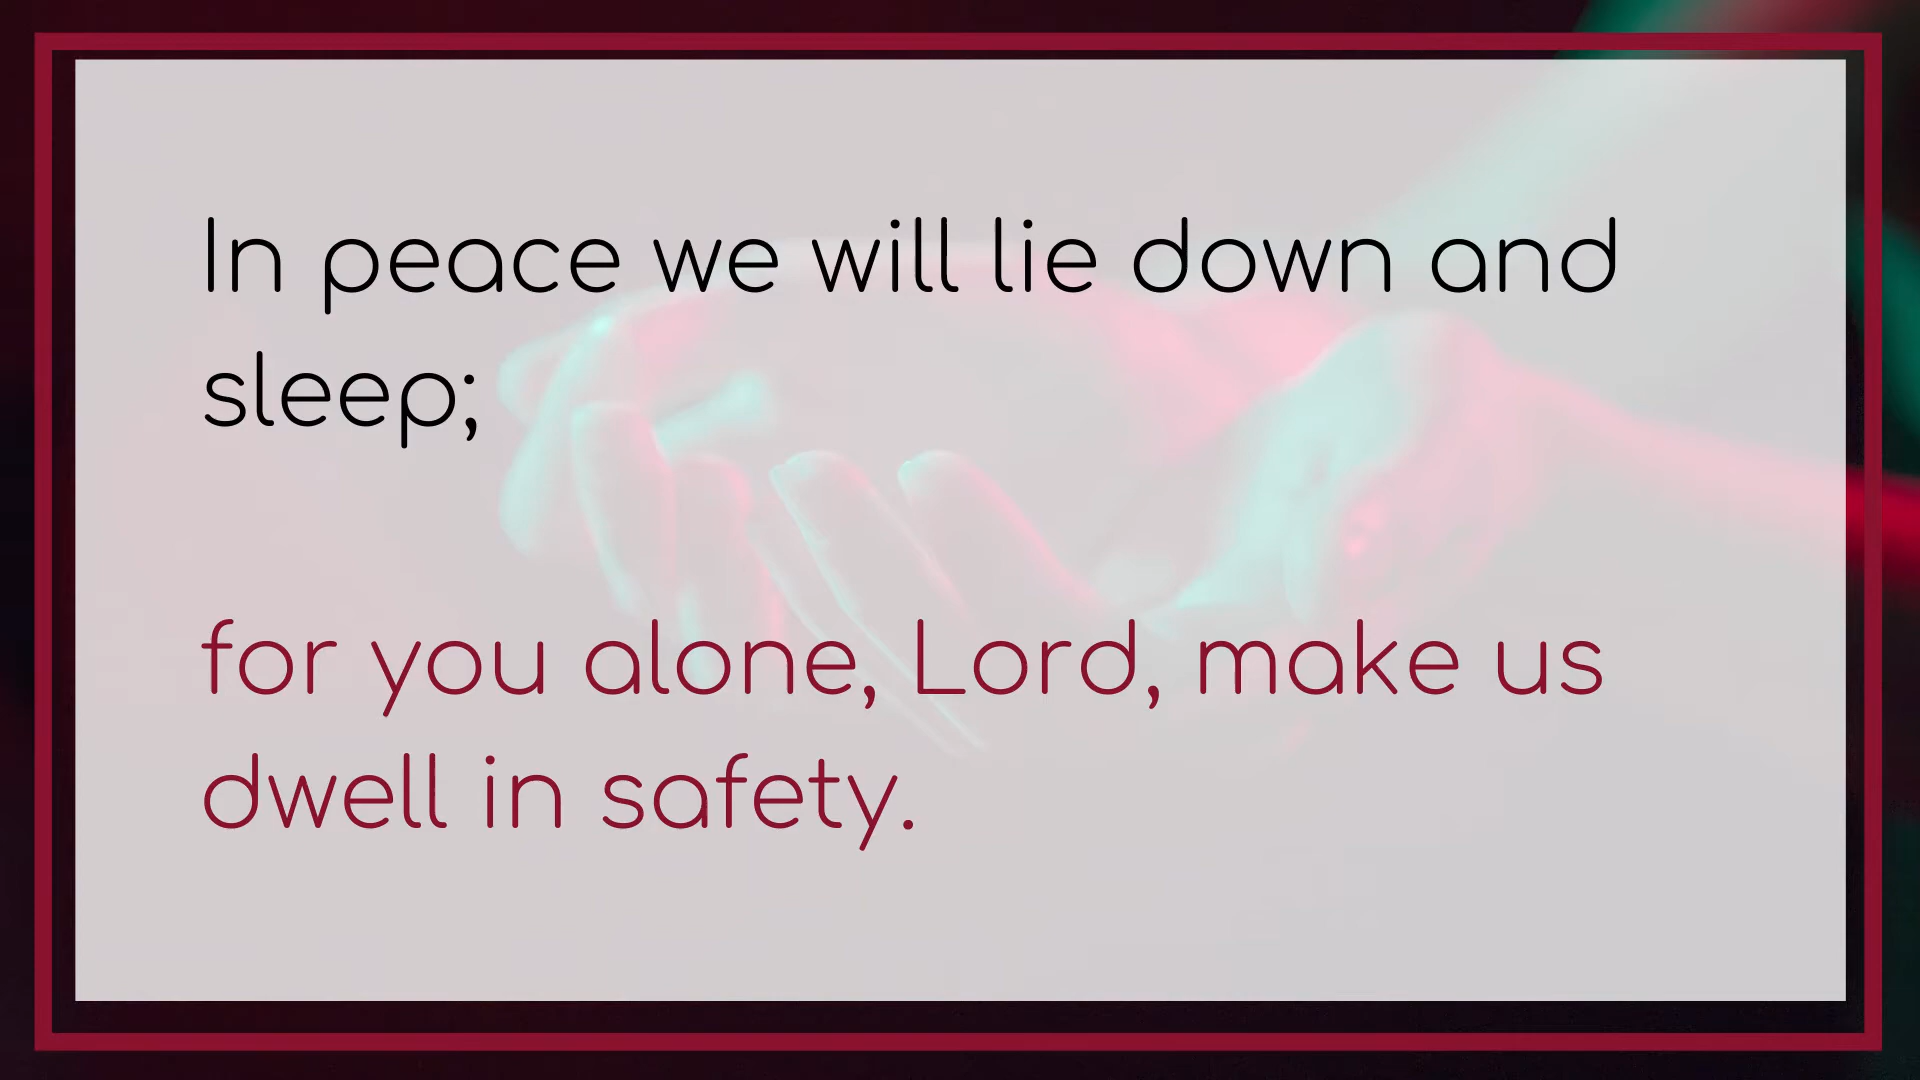 In peace we will lie down and
sleep;
for you alone, Lord, make us
dwell in safety.